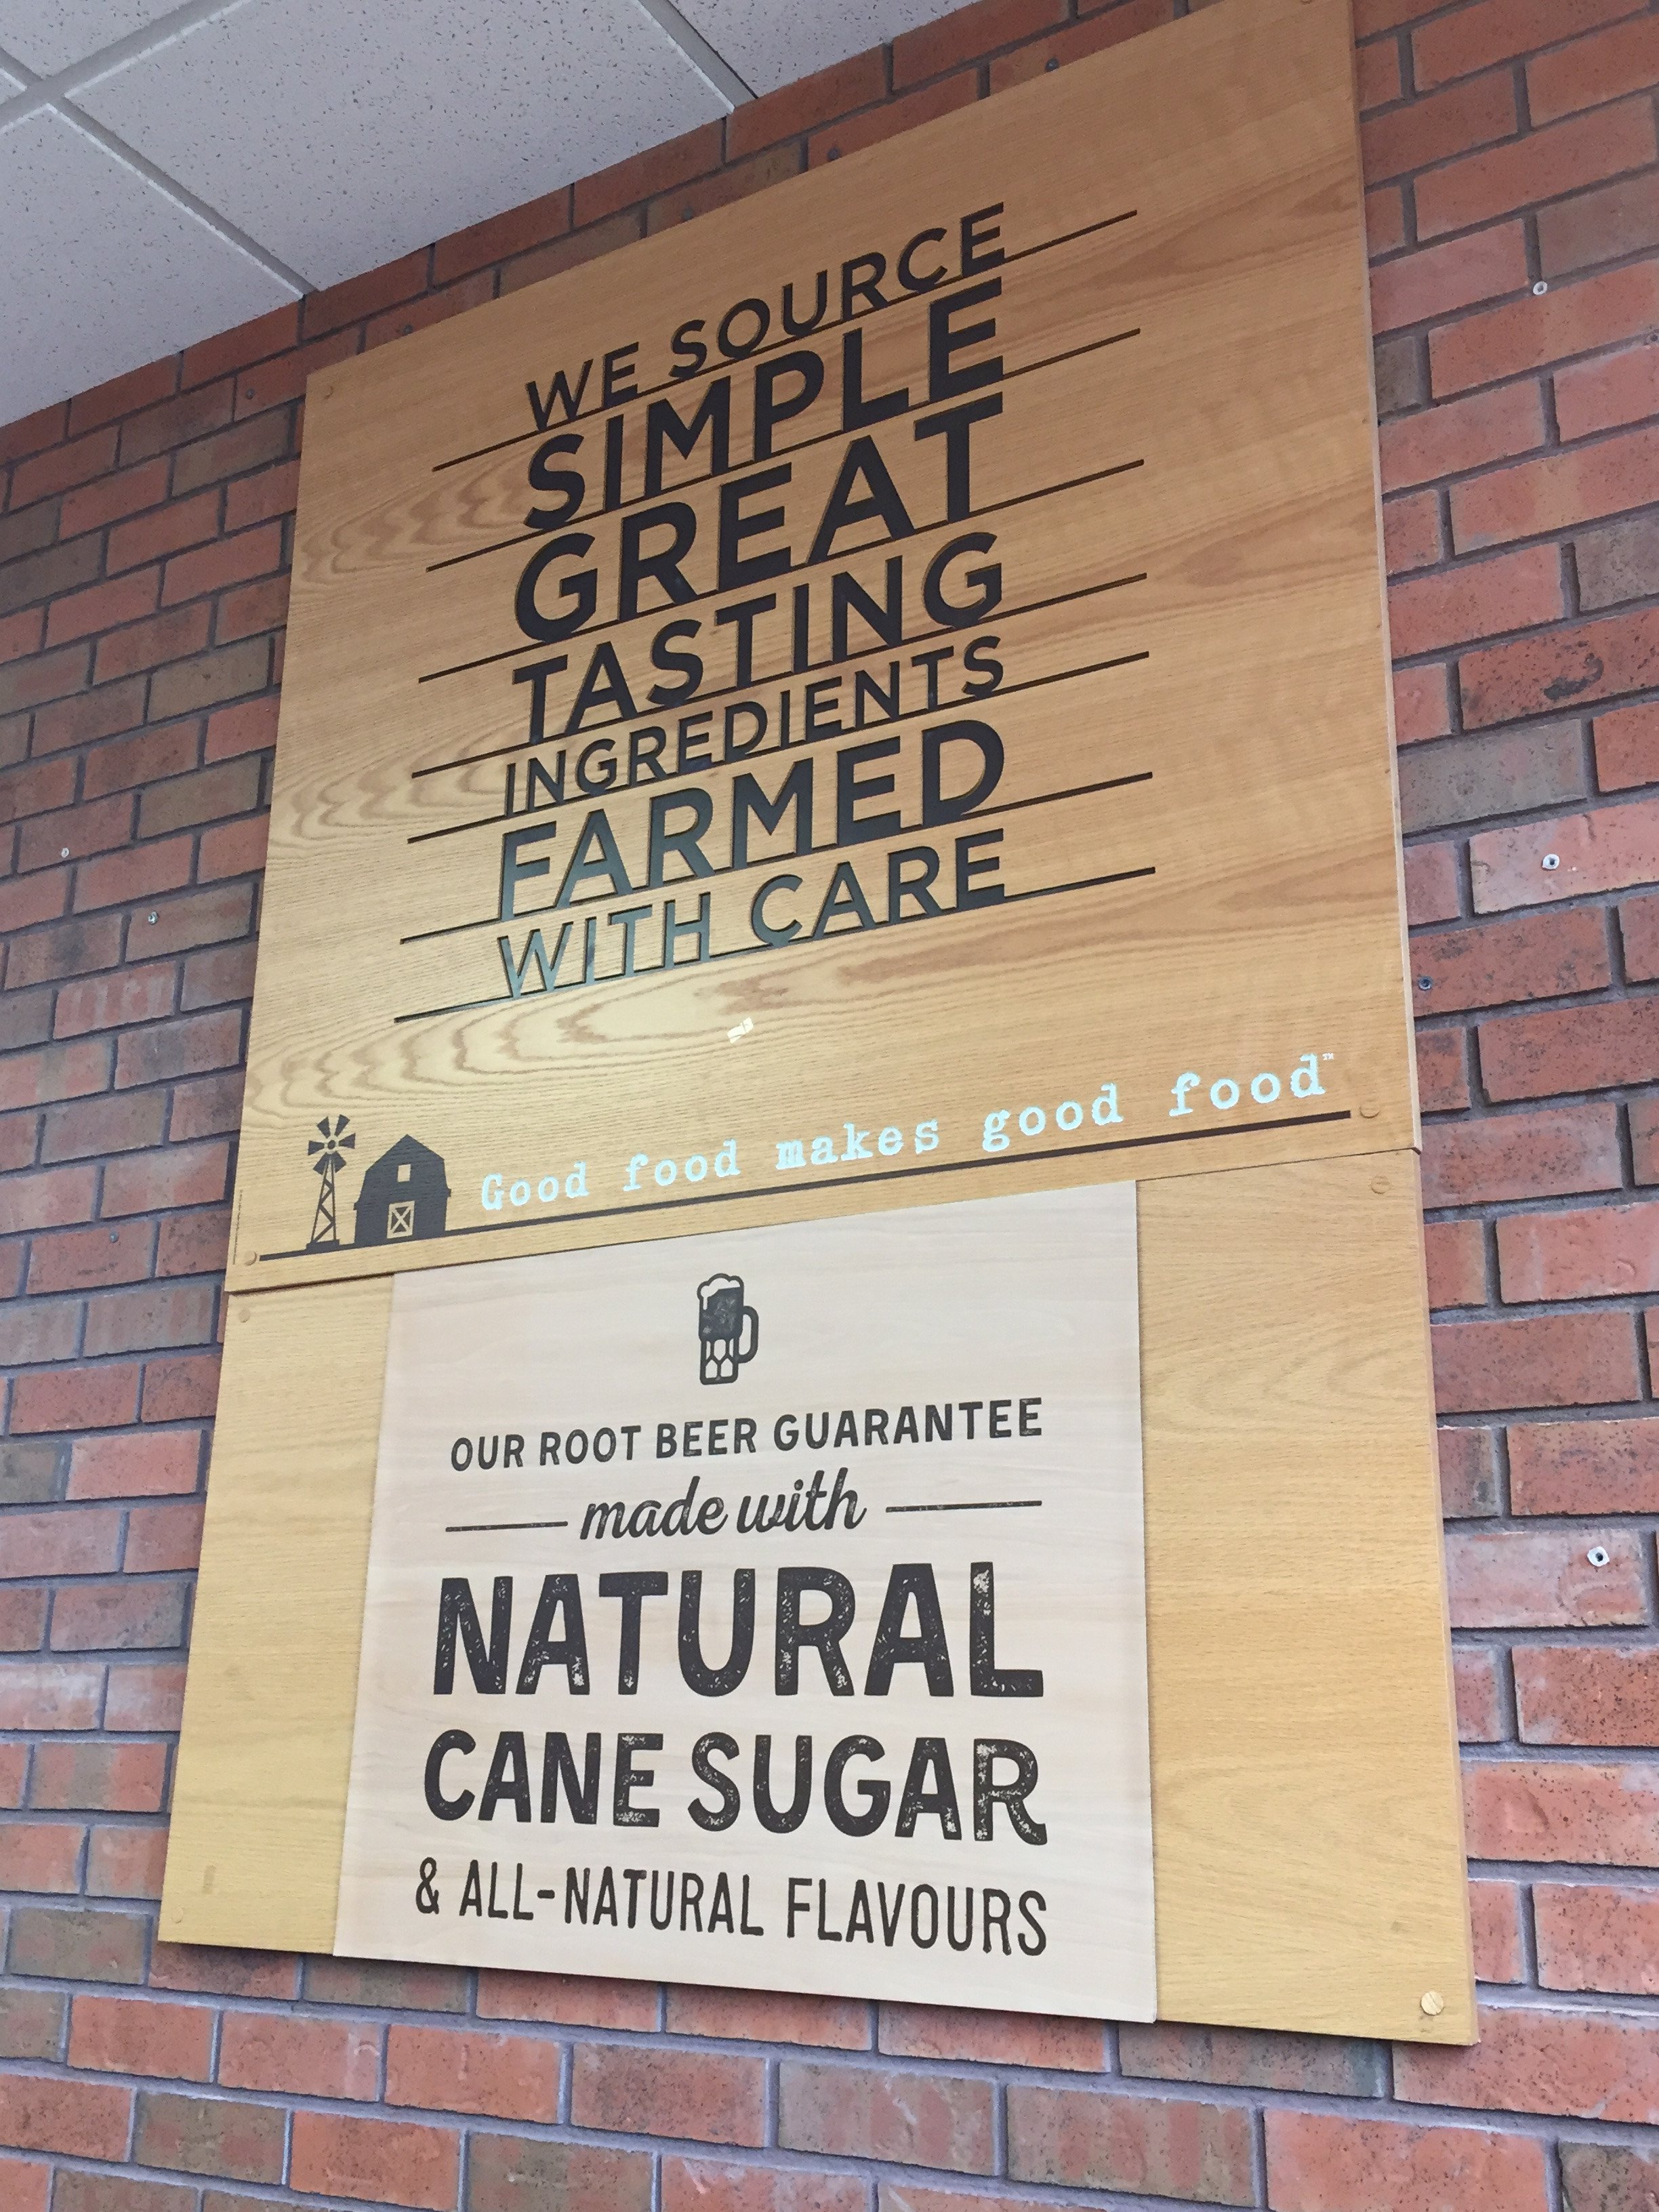 WE SOURCE
SIMPLE
GREAT
TASTING
INGREDIENTS
FARMED
WITH CARE
Good food makes good food™
OUR ROOT BEER GUARANTEE
made with
NATURAL
CANE SUGAR
& ALL-NATURAL FLAVOURS